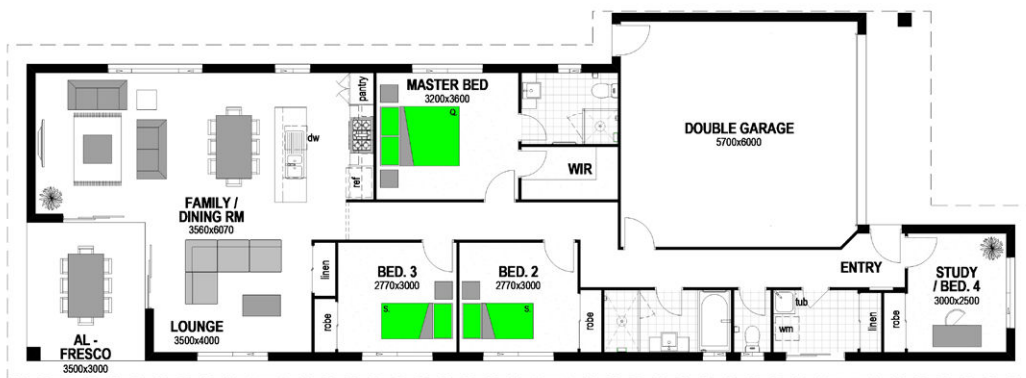 MASTER BED
3200x3600
Q
pantry
dw
ref
FAMILY /
DINING RM
3560x6070
WIR
DOUBLE GARAGE
5700x6000
ENTRY
STUDY
/ BED. 4
3000x2500
BED. 3
2770x3000
S.
BED. 2
2770x3000
S.
linen
robe
robe
tub
wm
linen
robe
LOUNGE
3500x4000
AL -
FRESCO
3500x3000